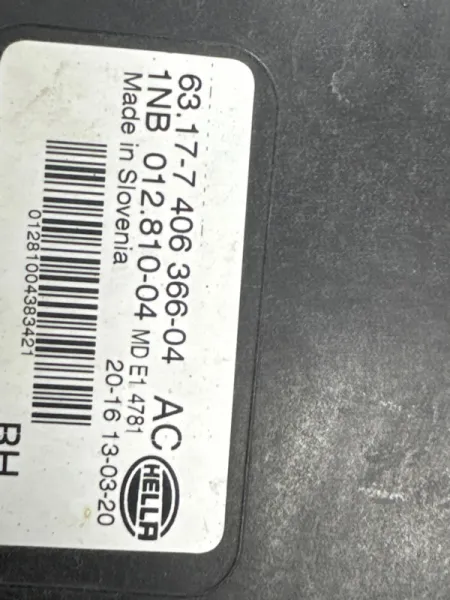 63.17-7 406 366-04 AC
1NB 012.810-04 MD E1 4781
Made in Slovenia
20-16 13-03-20
HELLA
01281004383421
RH